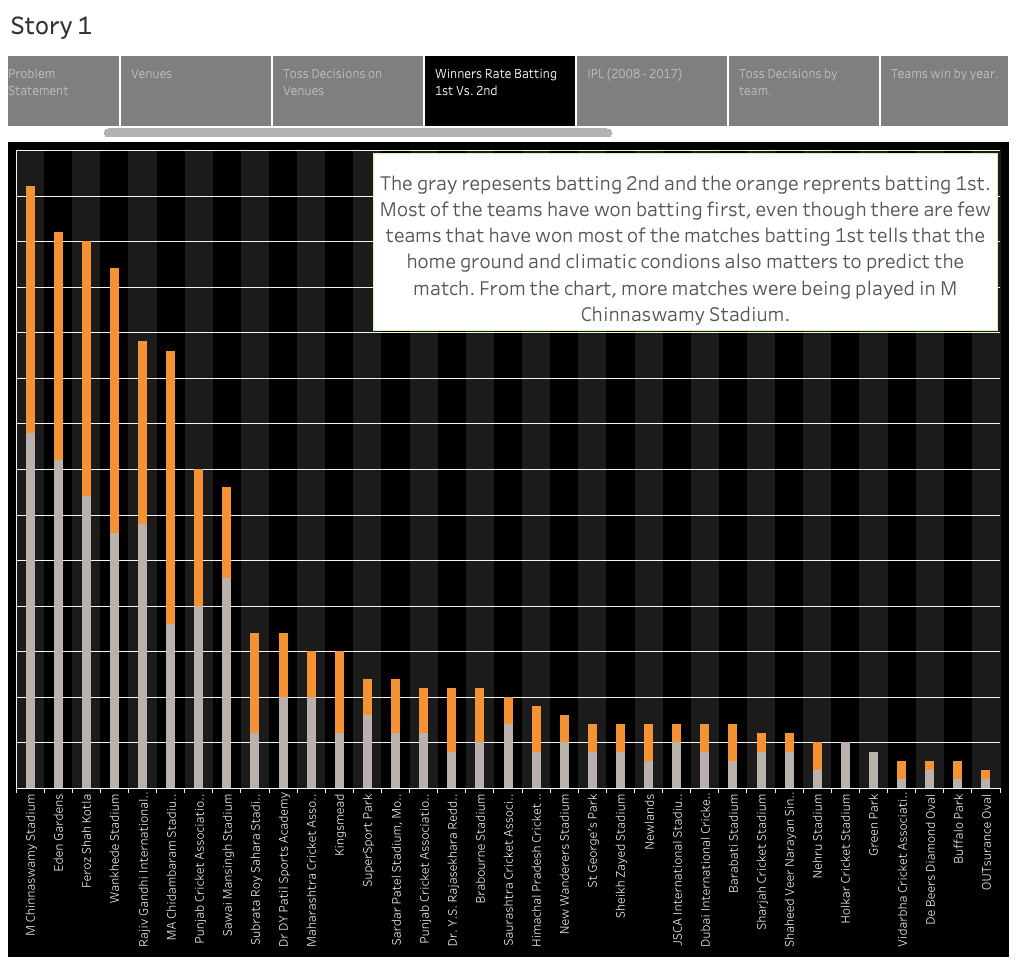 Story 1
Problem
Statement
Venues
Toss Decisions on
Venues
Winners Rate Batting
1st Vs. 2nd
IPL (2008 - 2017)
Toss Decisions by
team.
Teams win by year.
The gray repesents batting 2nd and the orange reprents batting 1st.
Most of the teams have won batting first, even though there are few
teams that have won most of the matches batting 1st tells that the
home ground and climatic condions also matters to predict the
match. From the chart, more matches were being played in M
Chinnaswamy Stadium.
M Chinnaswamy Stadium
Eden Gardens
Feroz Shah Kotla
Wankhede Stadium
Rajiv Gandhi International..
MA Chidambaram Stadiu..
Punjab Cricket Associatio..
Sawai Mansingh Stadium
Subrata Roy Sahara Stadi..
Dr DY Patil Sports Academy
Maharashtra Cricket Asso..
Kingsmead
SuperSport Park
Sardar Patel Stadium, Mo..
Punjab Cricket Associatio..
Dr. Y.S. Rajasekhara Redd..
Brabourne Stadium
Saurashtra Cricket Associ..
Himachal Pradesh Cricket ..
New Wanderers Stadium
St George's Park
Sheikh Zayed Stadium
Newlands
JSCA International Stadiu..
Dubai International Cricke..
Barabati Stadium
Sharjah Cricket Stadium
Shaheed Veer Narayan Sin..
Nehru Stadium
Holkar Cricket Stadium
Green Park
Vidarbha Cricket Associati..
De Beers Diamond Oval
Buffalo Park
OUTsurance Oval